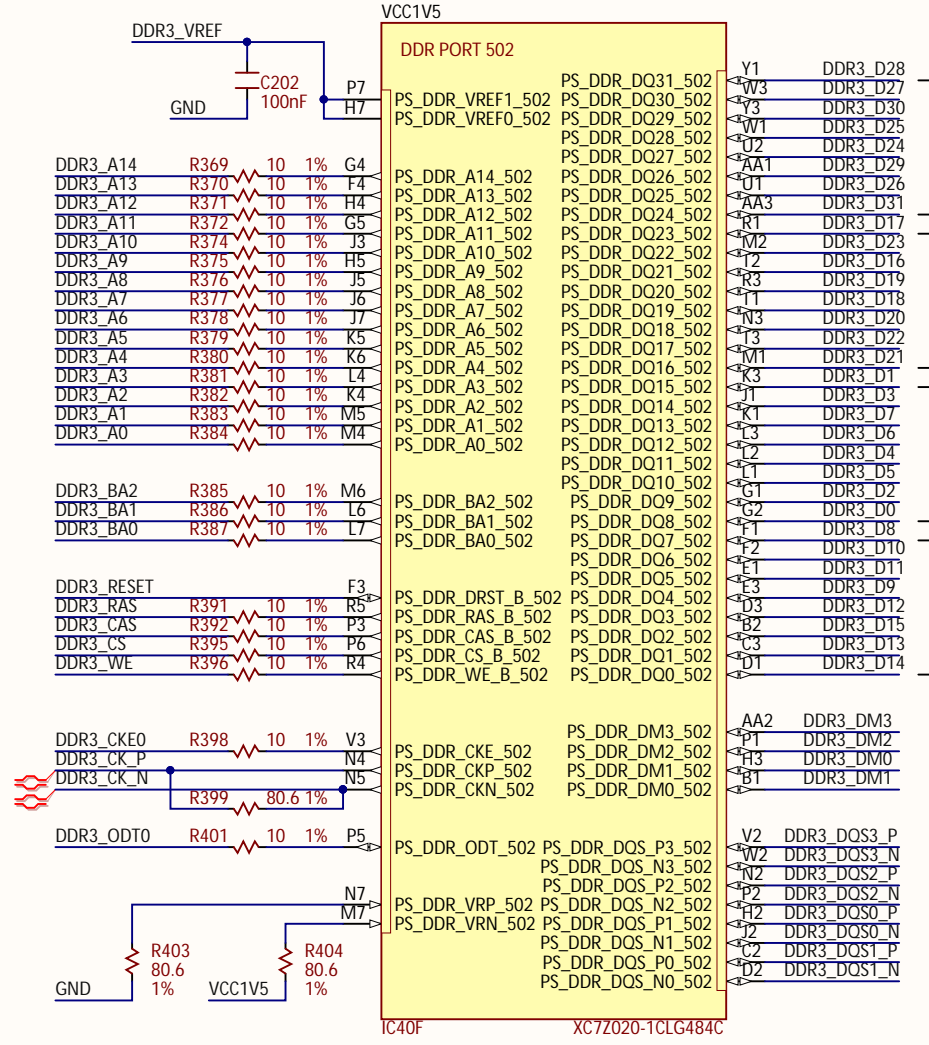 VCC1V5
DDR3_VREF
DDR PORT 502
C202
100nF
GND
P7 PS_DDR_VREF1_502
H7 PS_DDR_VREF0_502
DDR3_A14 R369 10 1% G4 PS_DDR_A14_502
DDR3_A13 R370 10 1% F4 PS_DDR_A13_502
DDR3_A12 R371 10 1% H4 PS_DDR_A12_502
DDR3_A11 R372 10 1% G5 PS_DDR_A11_502
DDR3_A10 R374 10 1% J3 PS_DDR_A10_502
DDR3_A9 R375 10 1% H5 PS_DDR_A9_502
DDR3_A8 R376 10 1% J5 PS_DDR_A8_502
DDR3_A7 R377 10 1% J6 PS_DDR_A7_502
DDR3_A6 R378 10 1% J7 PS_DDR_A6_502
DDR3_A5 R379 10 1% K5 PS_DDR_A5_502
DDR3_A4 R380 10 1% K6 PS_DDR_A4_502
DDR3_A3 R381 10 1% L4 PS_DDR_A3_502
DDR3_A2 R382 10 1% K4 PS_DDR_A2_502
DDR3_A1 R383 10 1% M5 PS_DDR_A1_502
DDR3_A0 R384 10 1% M4 PS_DDR_A0_502
DDR3_BA2 R385 10 1% M6 PS_DDR_BA2_502
DDR3_BA1 R386 10 1% L6 PS_DDR_BA1_502
DDR3_BA0 R387 10 1% L7 PS_DDR_BA0_502
DDR3_RESET F3 PS_DDR_DRST_B_502
DDR3_RAS R391 10 1% R5 PS_DDR_RAS_B_502
DDR3_CAS R392 10 1% P3 PS_DDR_CAS_B_502
DDR3_CS R395 10 1% P6 PS_DDR_CS_B_502
DDR3_WE R396 10 1% R4 PS_DDR_WE_B_502
DDR3_CKE0 R398 10 1% V3 PS_DDR_CKE_502
DDR3_CK_P N4 PS_DDR_CKP_502
DDR3_CK_N N5 PS_DDR_CKN_502
R399 80.6 1%
DDR3_ODT0 R401 10 1% P5 PS_DDR_ODT_502
N7 PS_DDR_VRP_502
M7 PS_DDR_VRN_502
R403
80.6
1%
GND
R404
80.6
1%
VCC1V5
PS_DDR_DQ31_502 Y1 DDR3_D28
PS_DDR_DQ30_502 W3 DDR3_D27
PS_DDR_DQ29_502 Y3 DDR3_D30
PS_DDR_DQ28_502 W1 DDR3_D25
PS_DDR_DQ27_502 U2 DDR3_D24
PS_DDR_DQ26_502 AA1 DDR3_D29
PS_DDR_DQ25_502 U1 DDR3_D26
PS_DDR_DQ24_502 AA3 DDR3_D31
PS_DDR_DQ23_502 R1 DDR3_D17
PS_DDR_DQ22_502 M2 DDR3_D23
PS_DDR_DQ21_502 T2 DDR3_D16
PS_DDR_DQ20_502 R3 DDR3_D19
PS_DDR_DQ19_502 T1 DDR3_D18
PS_DDR_DQ18_502 N3 DDR3_D20
PS_DDR_DQ17_502 T3 DDR3_D22
PS_DDR_DQ16_502 M1 DDR3_D21
PS_DDR_DQ15_502 K3 DDR3_D1
PS_DDR_DQ14_502 J1 DDR3_D3
PS_DDR_DQ13_502 K1 DDR3_D7
PS_DDR_DQ12_502 L3 DDR3_D6
PS_DDR_DQ11_502 L2 DDR3_D4
PS_DDR_DQ10_502 L1 DDR3_D5
PS_DDR_DQ9_502 G1 DDR3_D2
PS_DDR_DQ8_502 G2 DDR3_D0
PS_DDR_DQ7_502 F1 DDR3_D8
PS_DDR_DQ6_502 F2 DDR3_D10
PS_DDR_DQ5_502 E1 DDR3_D11
PS_DDR_DQ4_502 E3 DDR3_D9
PS_DDR_DQ3_502 D3 DDR3_D12
PS_DDR_DQ2_502 B2 DDR3_D15
PS_DDR_DQ1_502 C3 DDR3_D13
PS_DDR_DQ0_502 D1 DDR3_D14
PS_DDR_DM3_502 AA2 DDR3_DM3
PS_DDR_DM2_502 P1 DDR3_DM2
PS_DDR_DM1_502 H3 DDR3_DM0
PS_DDR_DM0_502 B1 DDR3_DM1
PS_DDR_DQS_P3_502 V2 DDR3_DQS3_P
PS_DDR_DQS_N3_502 W2 DDR3_DQS3_N
PS_DDR_DQS_P2_502 N2 DDR3_DQS2_P
PS_DDR_DQS_N2_502 P2 DDR3_DQS2_N
PS_DDR_DQS_P1_502 H2 DDR3_DQS0_P
PS_DDR_DQS_N1_502 J2 DDR3_DQS0_N
PS_DDR_DQS_P0_502 C2 DDR3_DQS1_P
PS_DDR_DQS_N0_502 D2 DDR3_DQS1_N
IC40F XC7Z020-1CLG484C